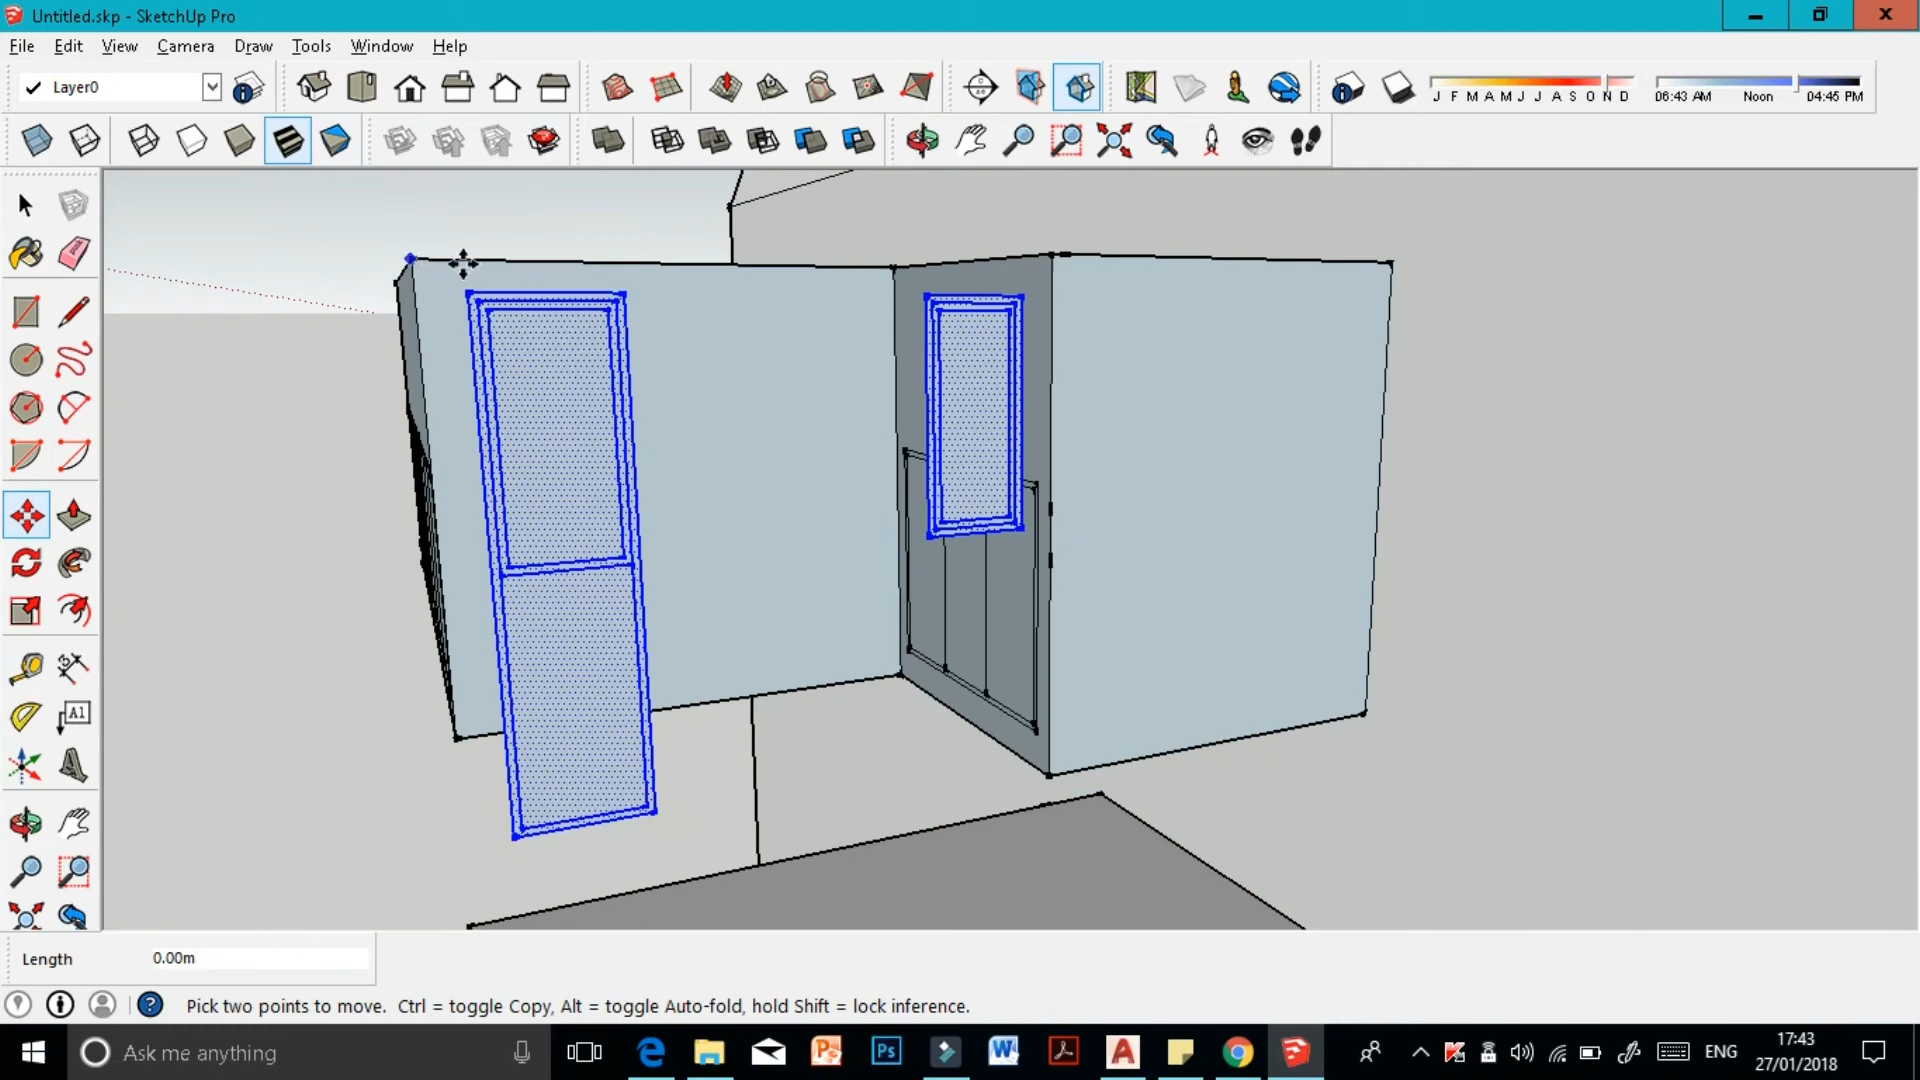 Untitled.skp - SketchUp Pro
File Edit View Camera Draw Tools Window Help
Layer0
J F M A M J J A S O N D
06:43 AM Noon 04:45 PM
A1
Length 0.00m
Pick two points to move. Ctrl = toggle Copy, Alt = toggle Auto-fold, hold Shift = lock inference.
Ask me anything
Ps
ENG
17:43
27/01/2018